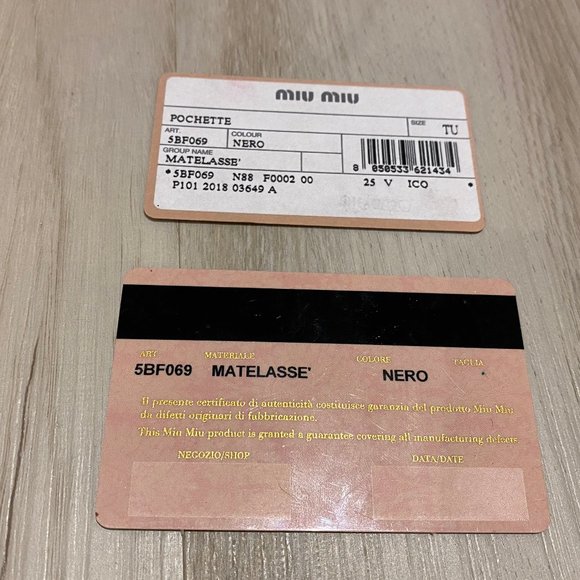 miu miu
POCHETTE
SIZE TU
ART. COLOUR
5BF069 NERO
GROUP NAME
MATELASSE'
8 050533 621434
• 5BF069 N88 F0002 00 25 V ICO •
P101 2018 03649 A
ART MATERIALE COLORE TAGLIA
5BF069 MATELASSE' NERO .
Il presente certificato di autenticità costituisce garanzia del prodotto Miu Miu
da difetti originari di fabbricazione.
This Miu Miu product is granted a guarantee covering all manufacturing defects
NEGOZIO/SHOP DATA/DATE